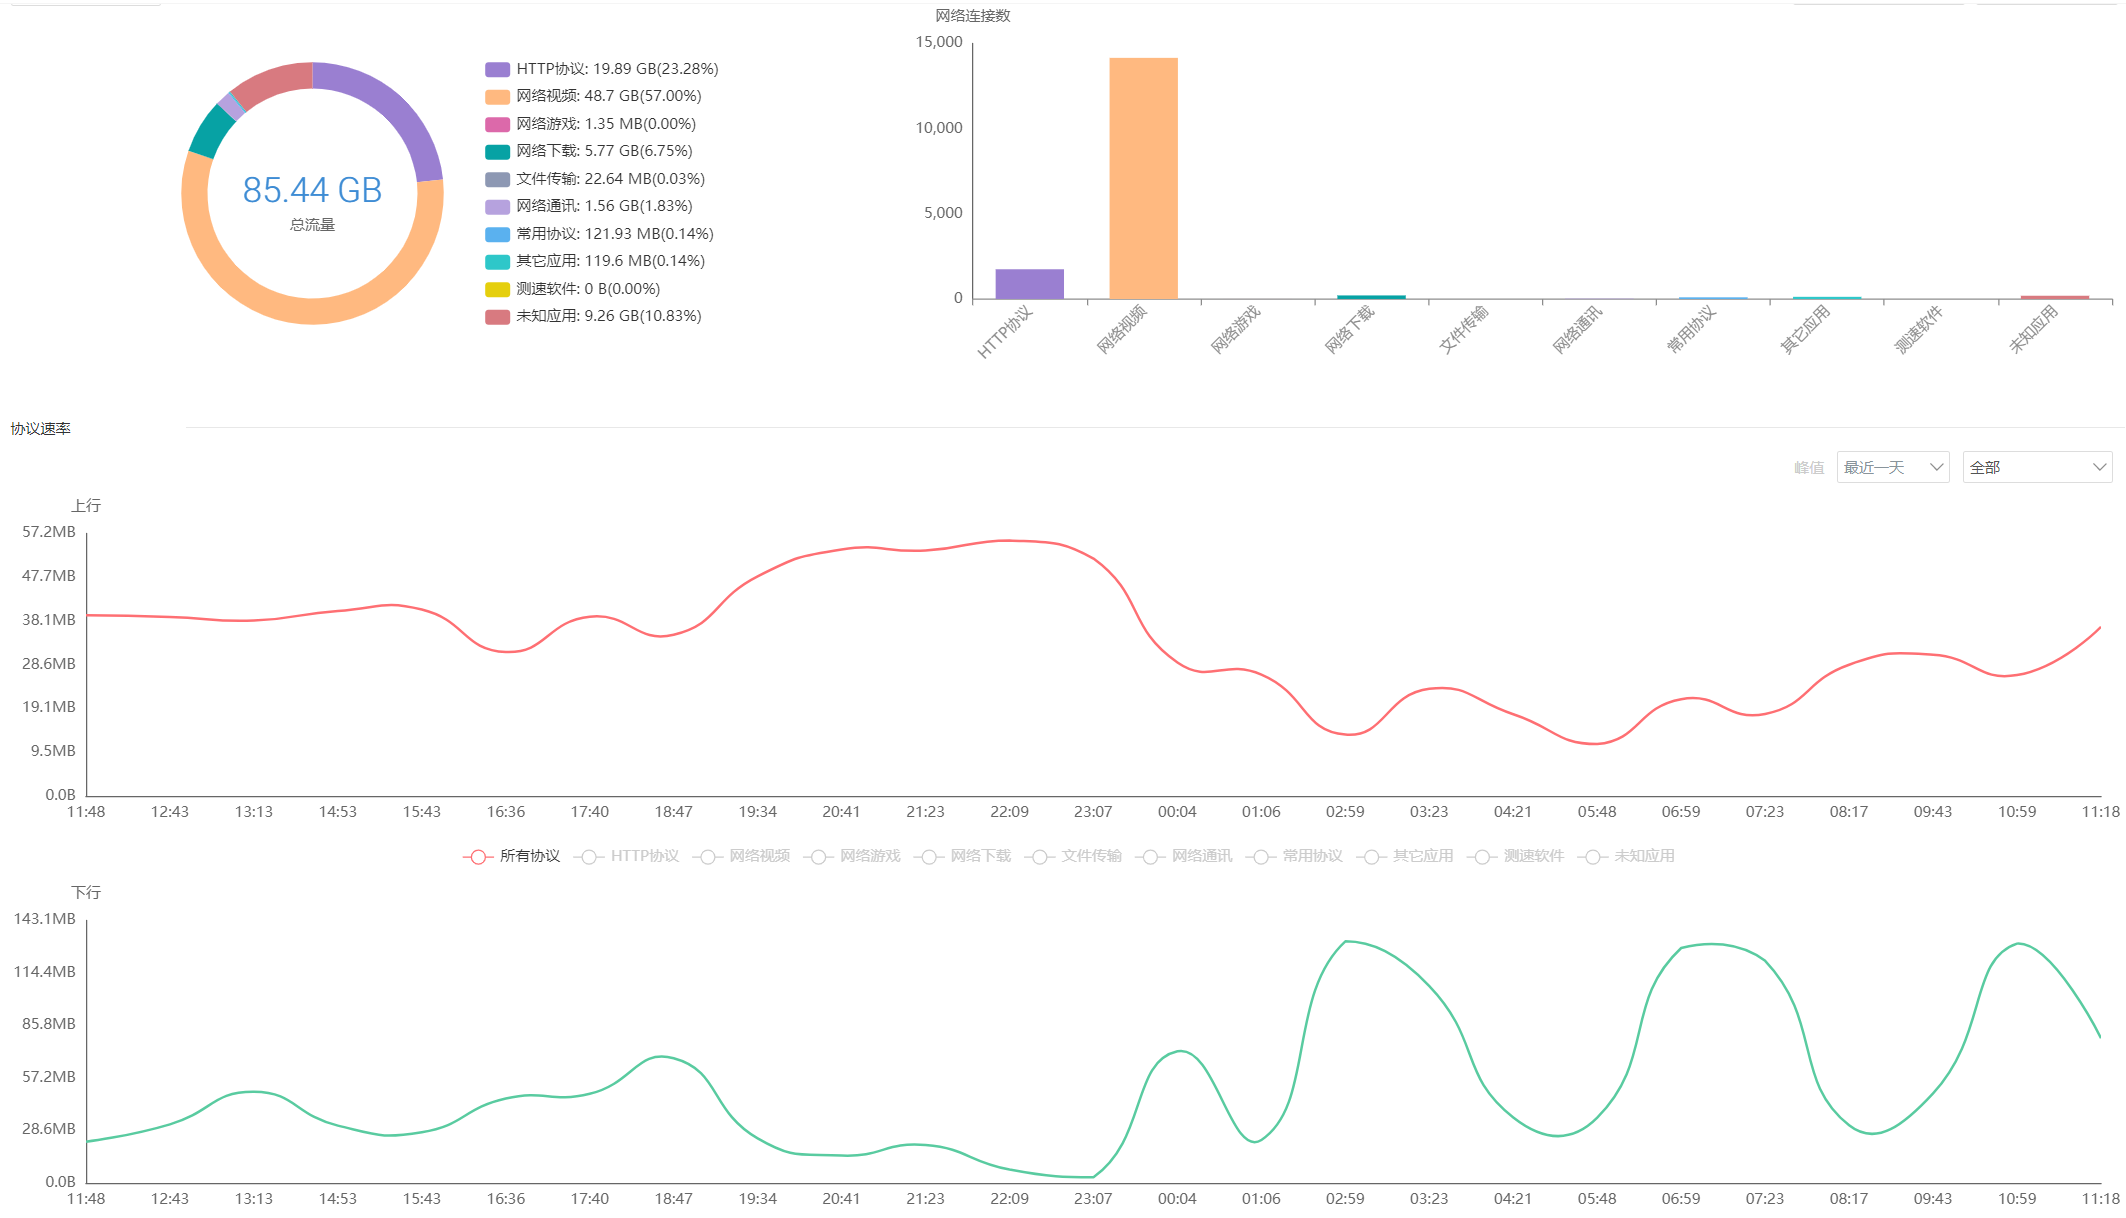 85.44 GB
总流量
HTTP协议: 19.89 GB(23.28%)
网络视频: 48.7 GB(57.00%)
网络游戏: 1.35 MB(0.00%)
网络下载: 5.77 GB(6.75%)
文件传输: 22.64 MB(0.03%)
网络通讯: 1.56 GB(1.83%)
常用协议: 121.93 MB(0.14%)
其它应用: 119.6 MB(0.14%)
测速软件: 0 B(0.00%)
未知应用: 9.26 GB(10.83%)
网络连接数
15,000
10,000
5,000
0
HTTP协议 网络视频 网络游戏 网络下载 文件传输 网络通讯 常用协议 其它应用 测速软件 未知应用
协议速率
峰值 最近一天 全部
上行
57.2MB
47.7MB
38.1MB
28.6MB
19.1MB
9.5MB
0.0B
11:48 12:43 13:13 14:53 15:43 16:36 17:40 18:47 19:34 20:41 21:23 22:09 23:07 00:04 01:06 02:59 03:23 04:21 05:48 06:59 07:23 08:17 09:43 10:59 11:18
所有协议 HTTP协议 网络视频 网络游戏 网络下载 文件传输 网络通讯 常用协议 其它应用 测速软件 未知应用
下行
143.1MB
114.4MB
85.8MB
57.2MB
28.6MB
0.0B
11:48 12:43 13:13 14:53 15:43 16:36 17:40 18:47 19:34 20:41 21:23 22:09 23:07 00:04 01:06 02:59 03:23 04:21 05:48 06:59 07:23 08:17 09:43 10:59 11:18